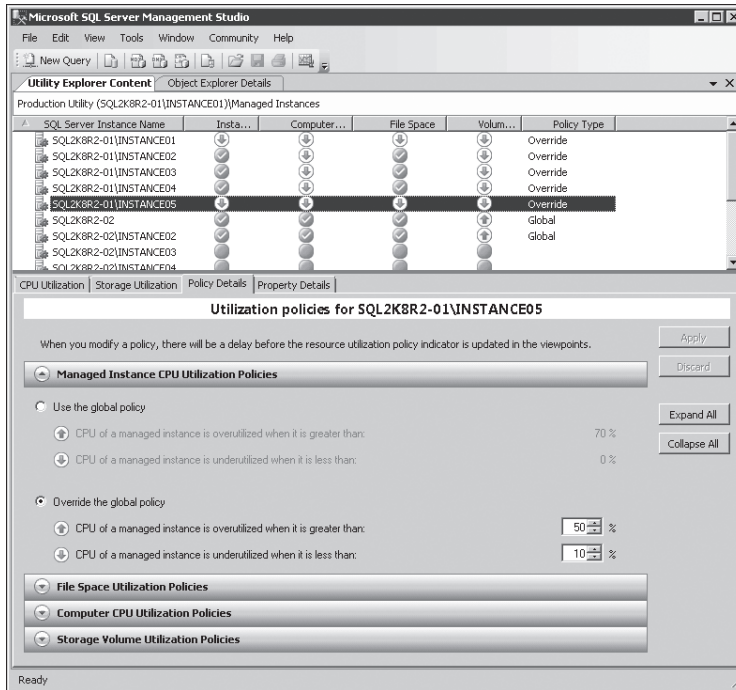 Microsoft SQL Server Management Studio
File Edit View Tools Window Community Help
New Query
Utility Explorer Content Object Explorer Details
Production Utility (SQL2K8R2-01\INSTANCE01)\Managed Instances
SQL Server Instance Name Insta... Computer... File Space Volum... Policy Type
SQL2K8R2-01\INSTANCE01 Override
SQL2K8R2-01\INSTANCE02 Override
SQL2K8R2-01\INSTANCE03 Override
SQL2K8R2-01\INSTANCE04 Override
SQL2K8R2-01\INSTANCE05 Override
SQL2K8R2-02 Global
SQL2K8R2-02\INSTANCE02 Global
SQL2K8R2-02\INSTANCE03
SQL2K8R2-02\INSTANCE04
CPU Utilization Storage Utilization Policy Details Property Details
Utilization policies for SQL2K8R2-01\INSTANCE05
When you modify a policy, there will be a delay before the resource utilization policy indicator is updated in the viewpoints.
Apply
Discard
Managed Instance CPU Utilization Policies
Use the global policy
Expand All
CPU of a managed instance is overutilized when it is greater than: 70 %
Collapse All
CPU of a managed instance is underutilized when it is less than: 0 %
Override the global policy
CPU of a managed instance is overutilized when it is greater than: 50 %
CPU of a managed instance is underutilized when it is less than: 10 %
File Space Utilization Policies
Computer CPU Utilization Policies
Storage Volume Utilization Policies
Ready